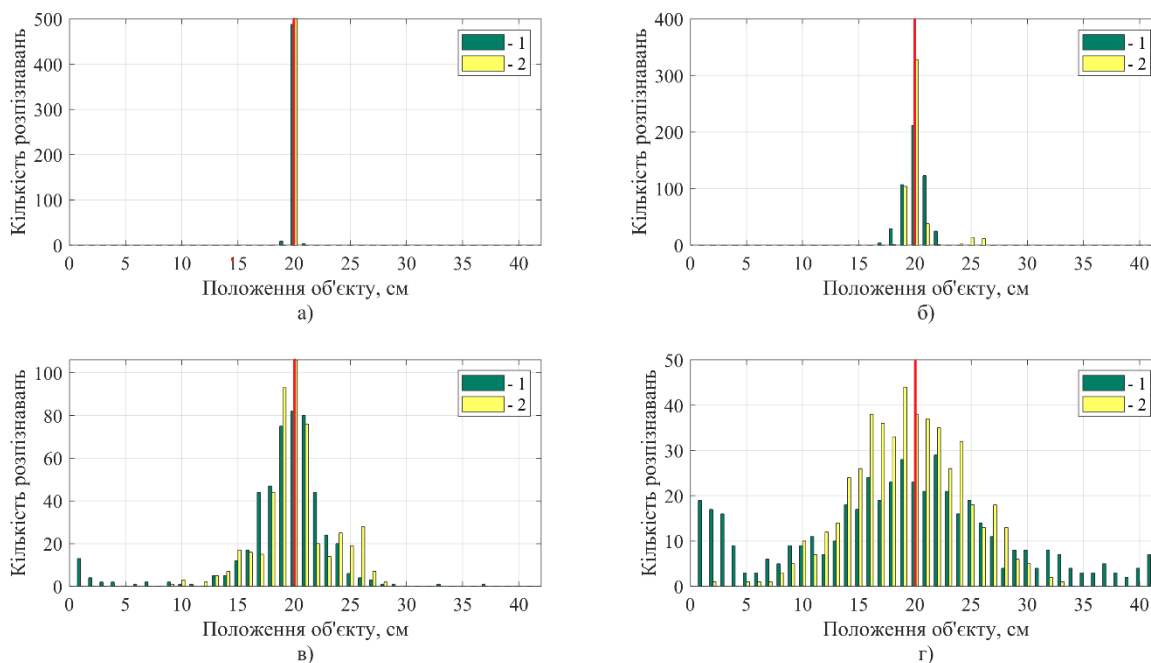 500
400
300
200
100
0
Кількість розпізнавань
- 1
- 2
0 5 10 15 20 25 30 35 40
Положення об'єкту, см
а)
400
300
200
100
0
Кількість розпізнавань
- 1
- 2
0 5 10 15 20 25 30 35 40
Положення об'єкту, см
б)
100
80
60
40
20
0
Кількість розпізнавань
- 1
- 2
0 5 10 15 20 25 30 35 40
Положення об'єкту, см
в)
50
40
30
20
10
0
Кількість розпізнавань
- 1
- 2
0 5 10 15 20 25 30 35 40
Положення об'єкту, см
г)